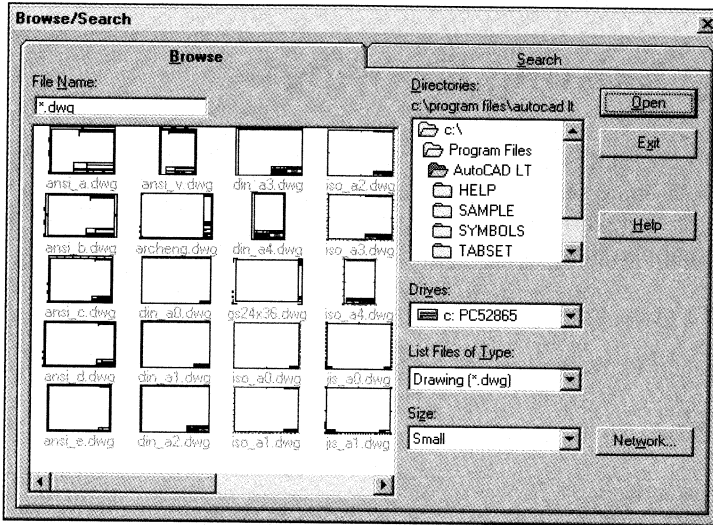 Browse/Search
Browse
Search
File Name:
*.dwg
ansi_a.dwg ansi_v.dwg din_a3.dwg iso_a2.dwg
ansi_b.dwg archeng.dwg din_a4.dwg iso_a3.dwg
ansi_c.dwg din_a0.dwg gs24x36.dwg iso_a4.dwg
ansi_d.dwg din_a1.dwg iso_a0.dwg jis_a0.dwg
ansi_e.dwg din_a2.dwg iso_a1.dwg jis_a1.dwg
Directories:
c:\program files\autocad lt
c:\
Program Files
AutoCAD LT
HELP
SAMPLE
SYMBOLS
TABSET
Drives:
c: PC52865
List Files of Type:
Drawing (*.dwg)
Size:
Small
Open
Exit
Help
Network...